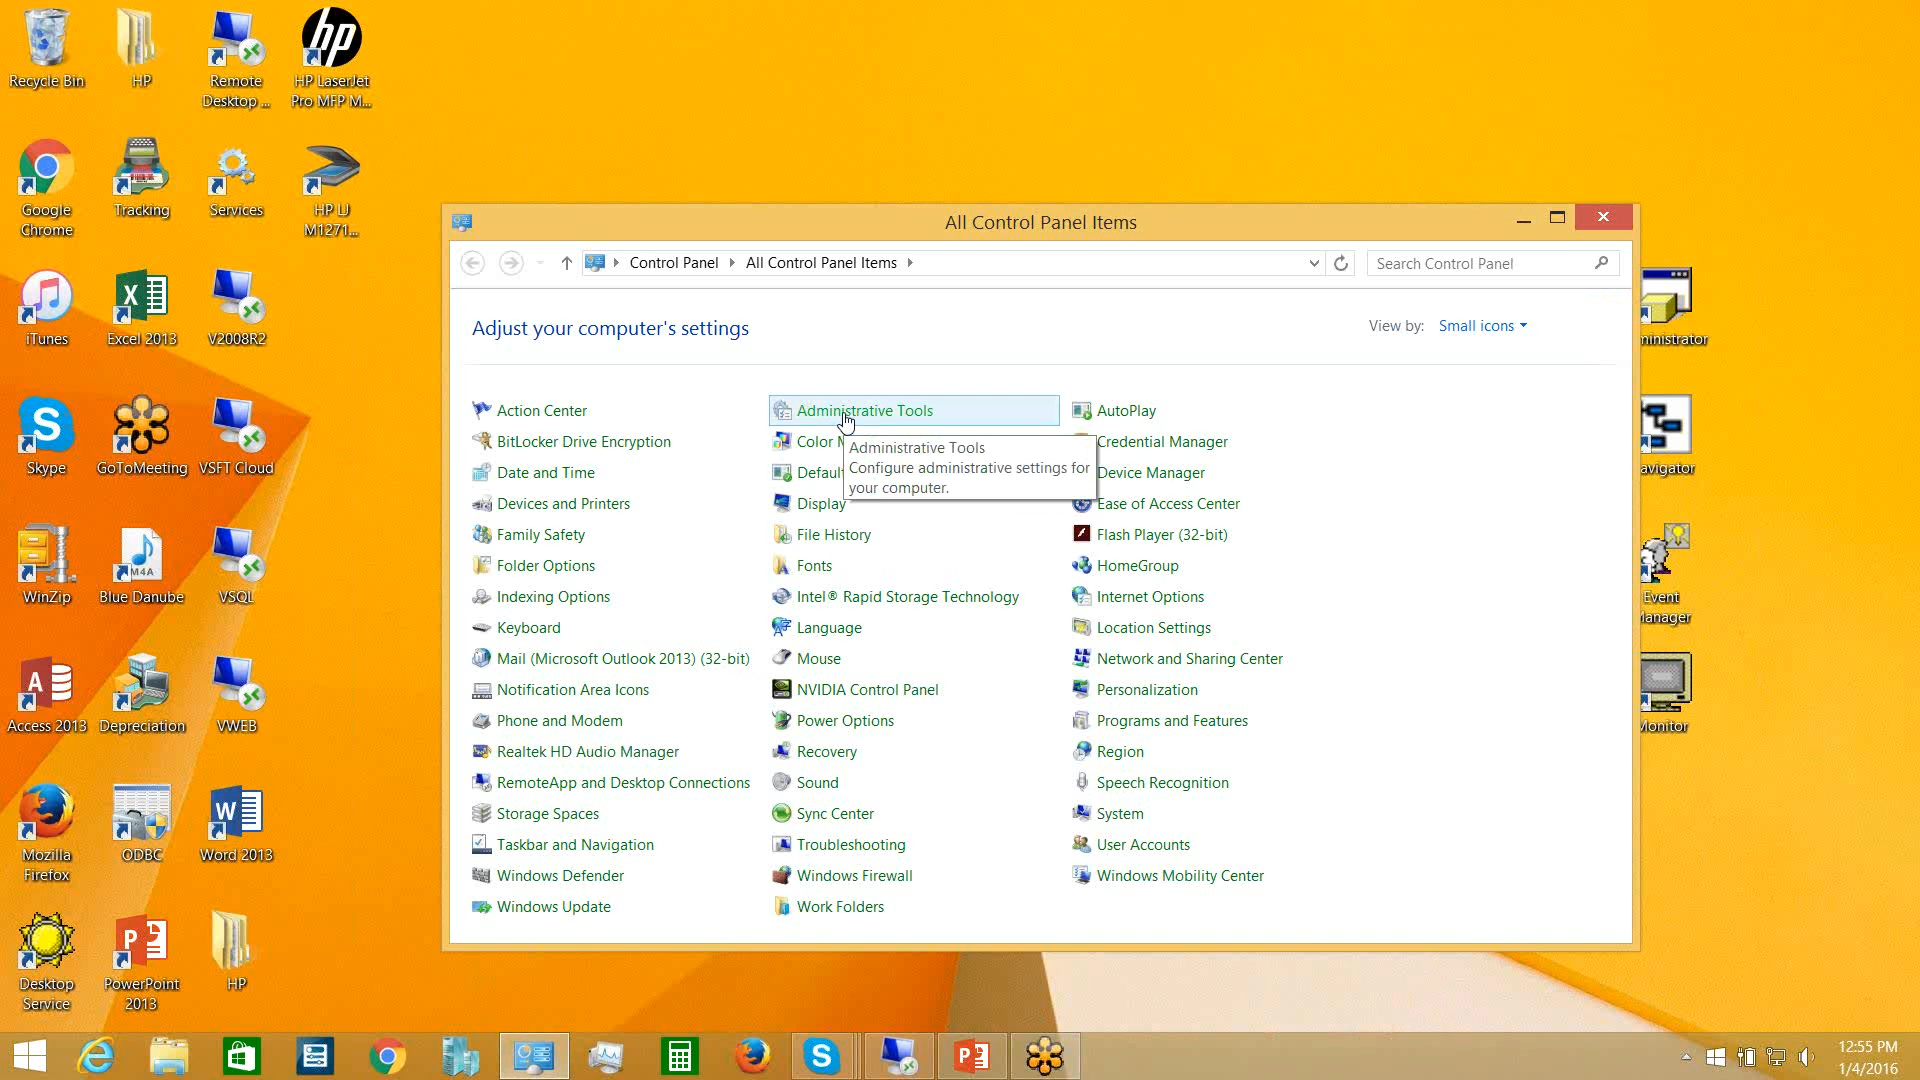 Recycle Bin
HP
Remote
Desktop ...
hp
HP LaserJet
Pro MFP M...
Google
Chrome
Tracking
Services
HP LJ
M1271...
iTunes
Excel 2013
V2008R2
Skype
GoToMeeting
VSFT Cloud
WinZip
M4A
Blue Danube
VSQL
Access 2013
Depreciation
VWEB
Mozilla
Firefox
ODBC
Word 2013
Desktop
Service
PowerPoint
2013
HP
All Control Panel Items
Control Panel
All Control Panel Items
Search Control Panel
Adjust your computer's settings
View by: Small icons
Action Center
Administrative Tools
AutoPlay
BitLocker Drive Encryption
Color M
Credential Manager
Date and Time
Default
Device Manager
Administrative Tools
Configure administrative settings for
your computer.
Devices and Printers
Display
Ease of Access Center
Family Safety
File History
Flash Player (32-bit)
Folder Options
Fonts
HomeGroup
Indexing Options
Intel® Rapid Storage Technology
Internet Options
Keyboard
Language
Location Settings
Mail (Microsoft Outlook 2013) (32-bit)
Mouse
Network and Sharing Center
Notification Area Icons
NVIDIA Control Panel
Personalization
Phone and Modem
Power Options
Programs and Features
Realtek HD Audio Manager
Recovery
Region
RemoteApp and Desktop Connections
Sound
Speech Recognition
Storage Spaces
Sync Center
System
Taskbar and Navigation
Troubleshooting
User Accounts
Windows Defender
Windows Firewall
Windows Mobility Center
Windows Update
Work Folders
ministrator
avigator
Event
Manager
Monitor
12:55 PM
1/4/2016